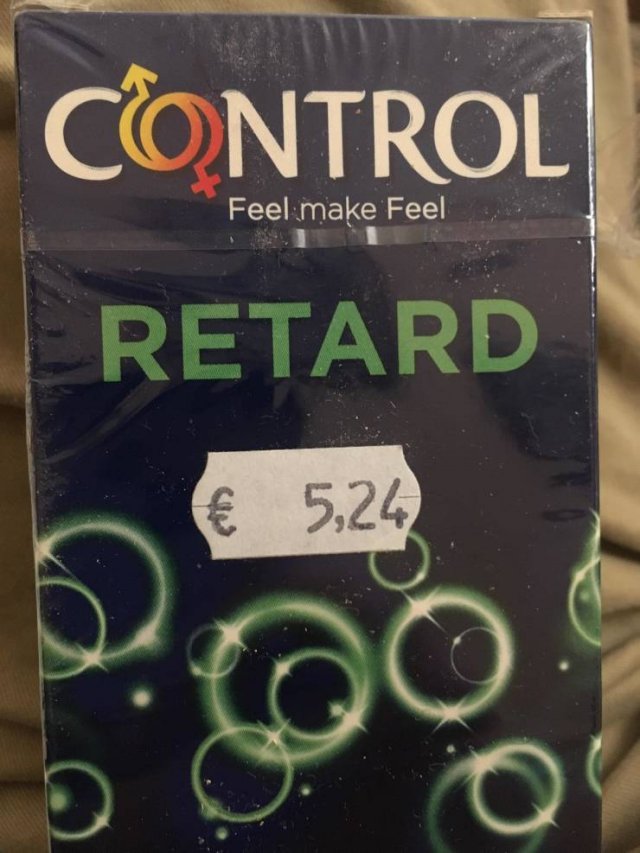 CONTROL
Feel make Feel
RETARD
€ 5,24